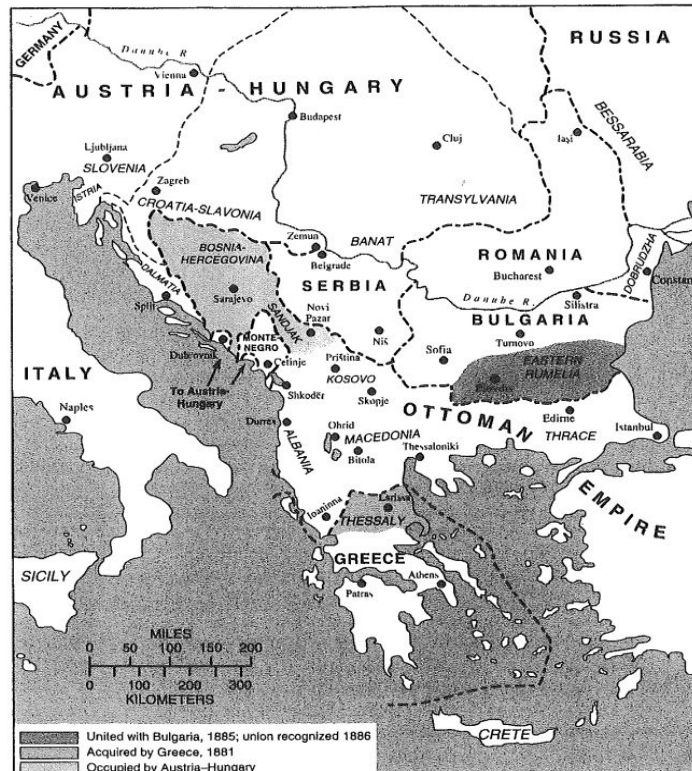 GERMANY
Danube R.
Vienna
RUSSIA
AUSTRIA - HUNGARY
Budapest
BESSARABIA
Ljubljana
SLOVENIA
Cluj
Iaşi
Venice
ISTRIA
Zagreb
CROATIA-SLAVONIA
TRANSYLVANIA
BOSNIA-
HERCEGOVINA
Zemun
BANAT
Belgrade
ROMANIA
Bucharest
DOBRUDZHA
Constan
DALMATIA
Split
Sarajevo
SERBIA
Danube R.
Silistra
SANDJAK
Novi
Pazar
BULGARIA
Niš
Turnovo
MONTE-
NEGRO
Dubrovnik
Cetinje
Priština
Sofia
EASTERN
RUMELIA
ITALY
To Austria-
Hungary
KOSOVO
Shkodër
Skopje
Naples
OTTOMAN
Edirne
Durrës
Ohrid
MACEDONIA
THRACE
Istanbul
ALBANIA
Bitola
Thessaloniki
EMPIRE
Ioaninna
Larissa
THESSALY
SICILY
GREECE
Athens
Patras
MILES
0 50 100 150 200
0 100 200 300
KILOMETERS
CRETE
United with Bulgaria, 1885; union recognized 1886
Acquired by Greece, 1881
Occupied by Austria–Hungary